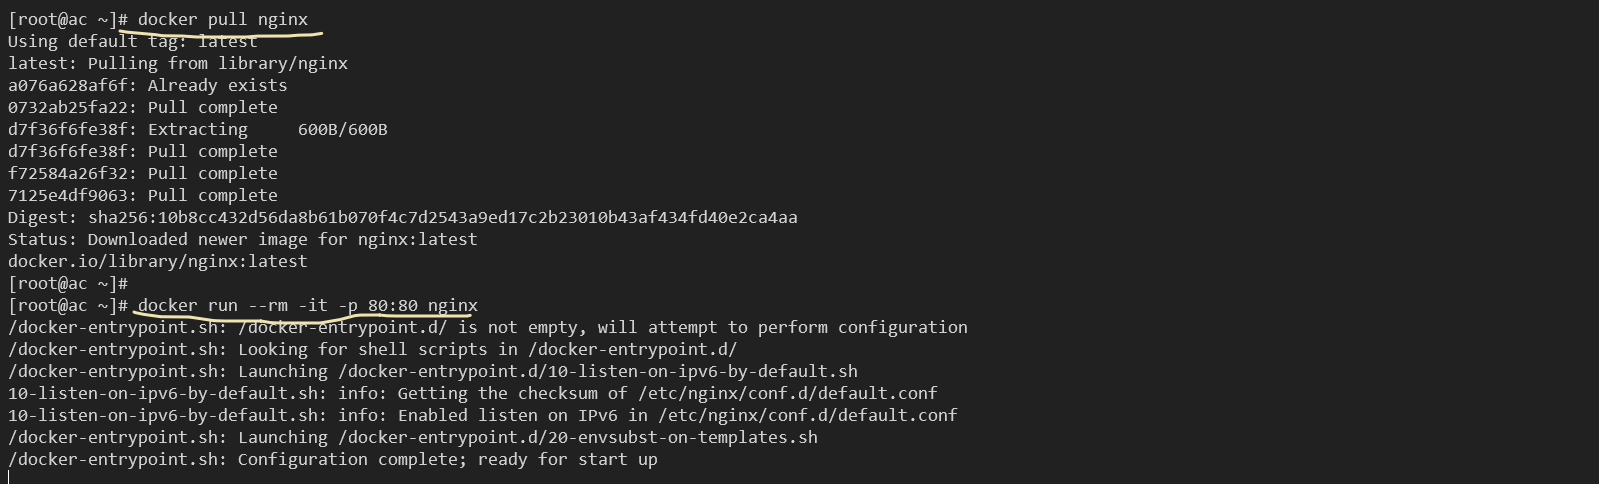 [root@ac ~]# docker pull nginx
Using default tag: latest
latest: Pulling from library/nginx
a076a628af6f: Already exists
0732ab25fa22: Pull complete
d7f36f6fe38f: Extracting     600B/600B
d7f36f6fe38f: Pull complete
f72584a26f32: Pull complete
7125e4df9063: Pull complete
Digest: sha256:10b8cc432d56da8b61b070f4c7d2543a9ed17c2b23010b43af434fd40e2ca4aa
Status: Downloaded newer image for nginx:latest
docker.io/library/nginx:latest
[root@ac ~]#
[root@ac ~]# docker run --rm -it -p 80:80 nginx
/docker-entrypoint.sh: /docker-entrypoint.d/ is not empty, will attempt to perform configuration
/docker-entrypoint.sh: Looking for shell scripts in /docker-entrypoint.d/
/docker-entrypoint.sh: Launching /docker-entrypoint.d/10-listen-on-ipv6-by-default.sh
10-listen-on-ipv6-by-default.sh: info: Getting the checksum of /etc/nginx/conf.d/default.conf
10-listen-on-ipv6-by-default.sh: info: Enabled listen on IPv6 in /etc/nginx/conf.d/default.conf
/docker-entrypoint.sh: Launching /docker-entrypoint.d/20-envsubst-on-templates.sh
/docker-entrypoint.sh: Configuration complete; ready for start up